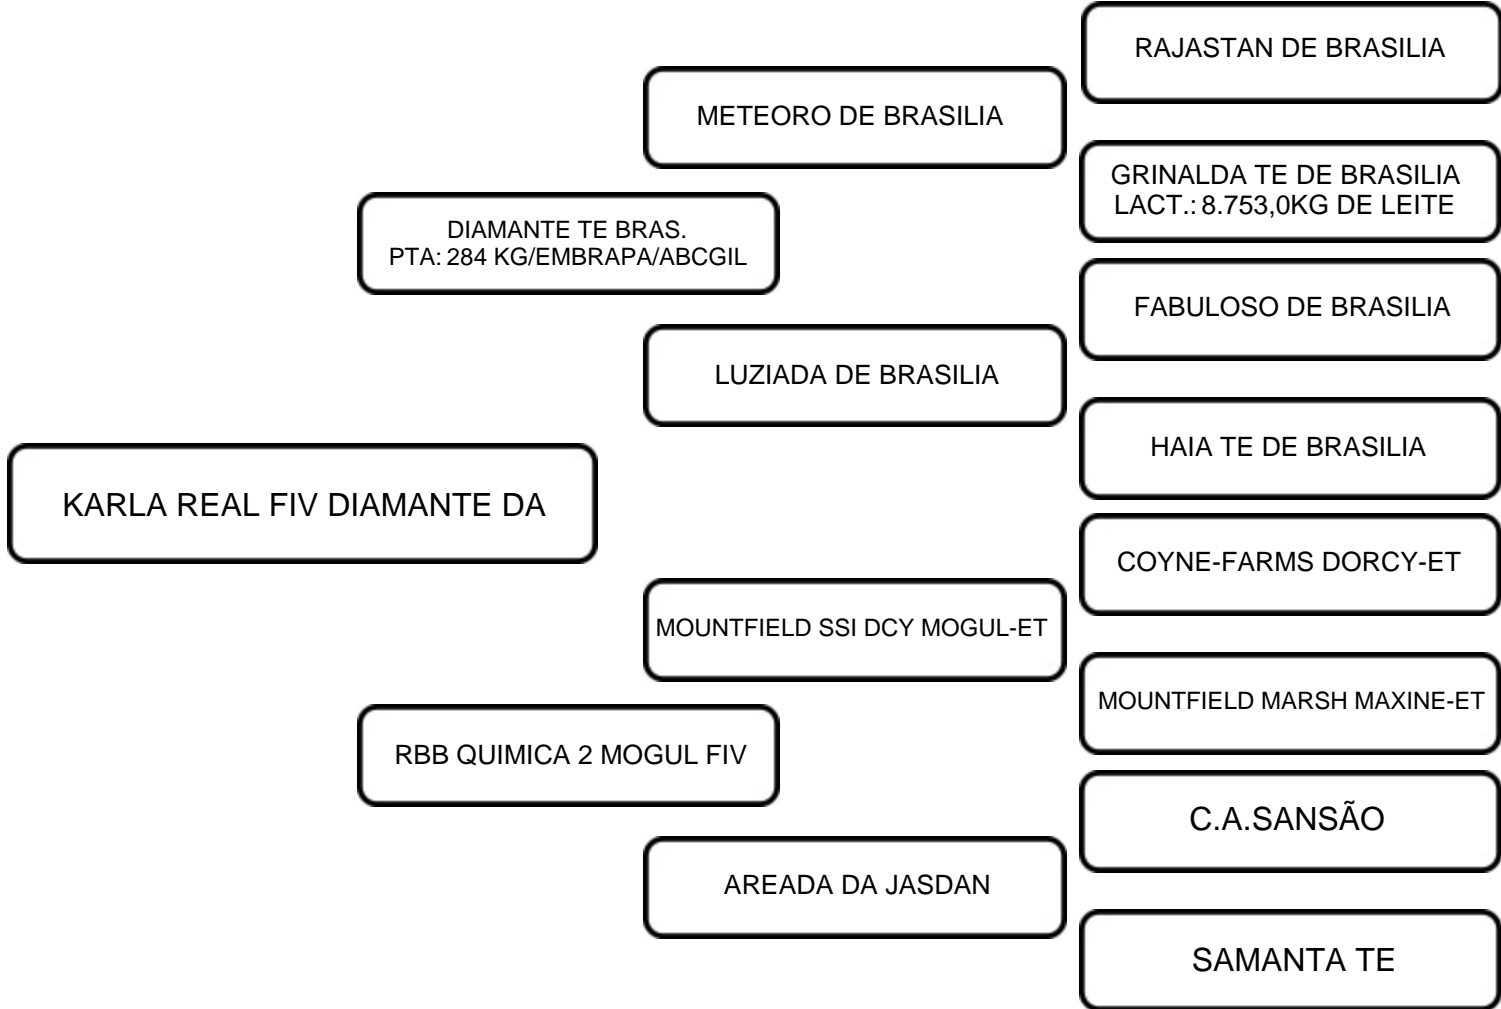 RAJASTAN DE BRASILIA
METEORO DE BRASILIA
GRINALDA TE DE BRASILIA
LACT.: 8.753,0KG DE LEITE
DIAMANTE TE BRAS.
PTA: 284 KG/EMBRAPA/ABCGIL
FABULOSO DE BRASILIA
LUZIADA DE BRASILIA
HAIA TE DE BRASILIA
KARLA REAL FIV DIAMANTE DA
COYNE-FARMS DORCY-ET
MOUNTFIELD SSI DCY MOGUL-ET
MOUNTFIELD MARSH MAXINE-ET
RBB QUIMICA 2 MOGUL FIV
C.A.SANSÃO
AREADA DA JASDAN
SAMANTA TE